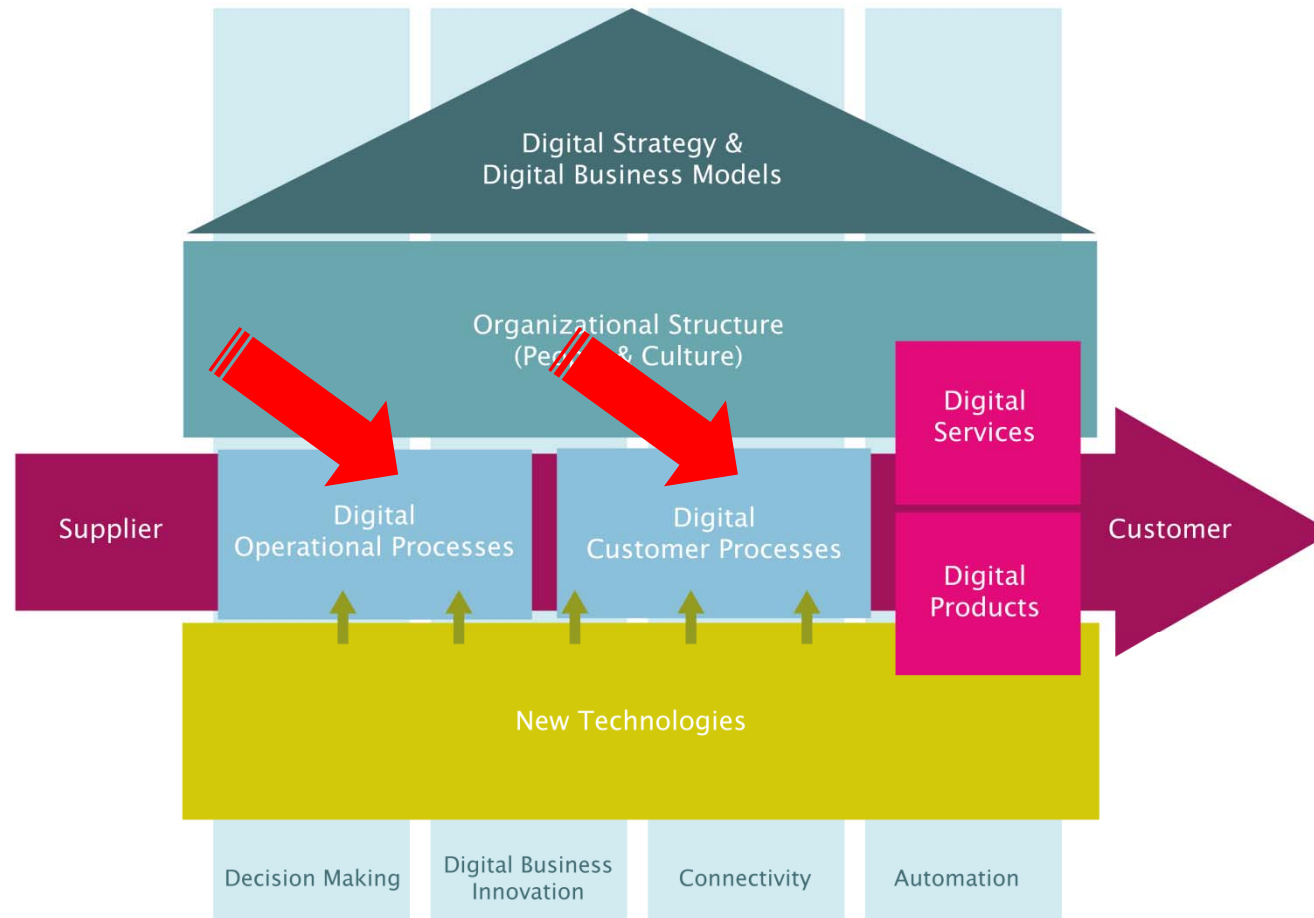 Digital Strategy &
Digital Business Models
Organizational Structure
& Culture)
Digital
Services
Supplier
Digital
Operational Processes
Digital
Customer Processes
Customer
Digital
Products
New Technologies
Decision Making
Digital Business
Innovation
Connectivity
Automation